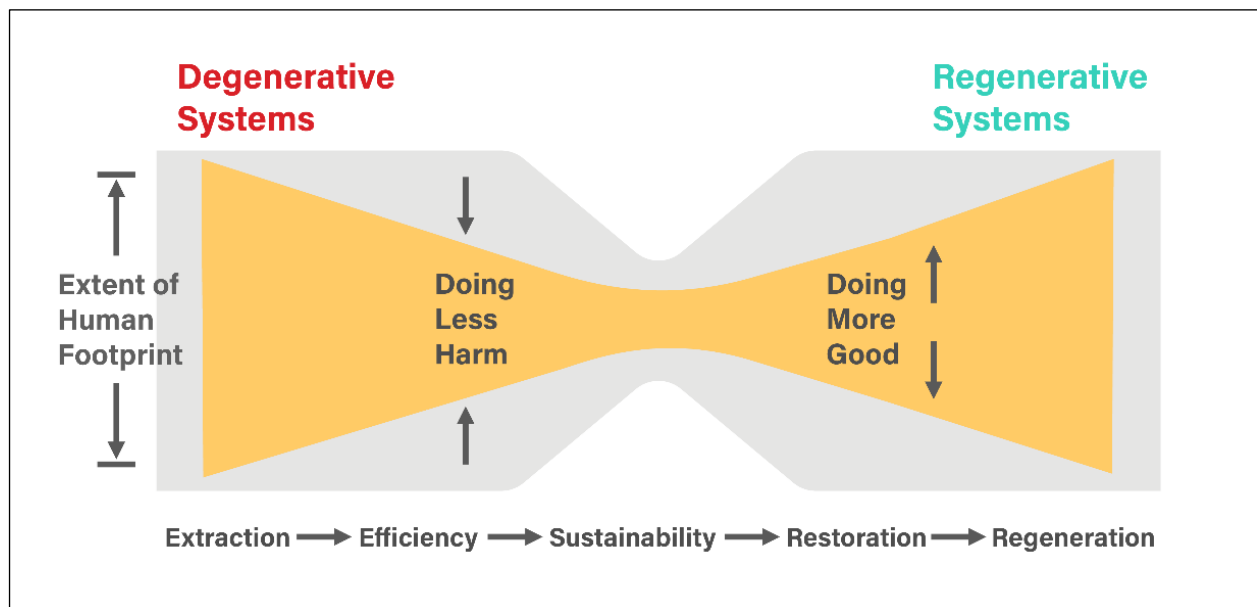 Degenerative
Systems
Regenerative
Systems
Extent of
Human
Footprint
Doing
Less
Harm
Doing
More
Good
Extraction → Efficiency → Sustainability → Restoration → Regeneration